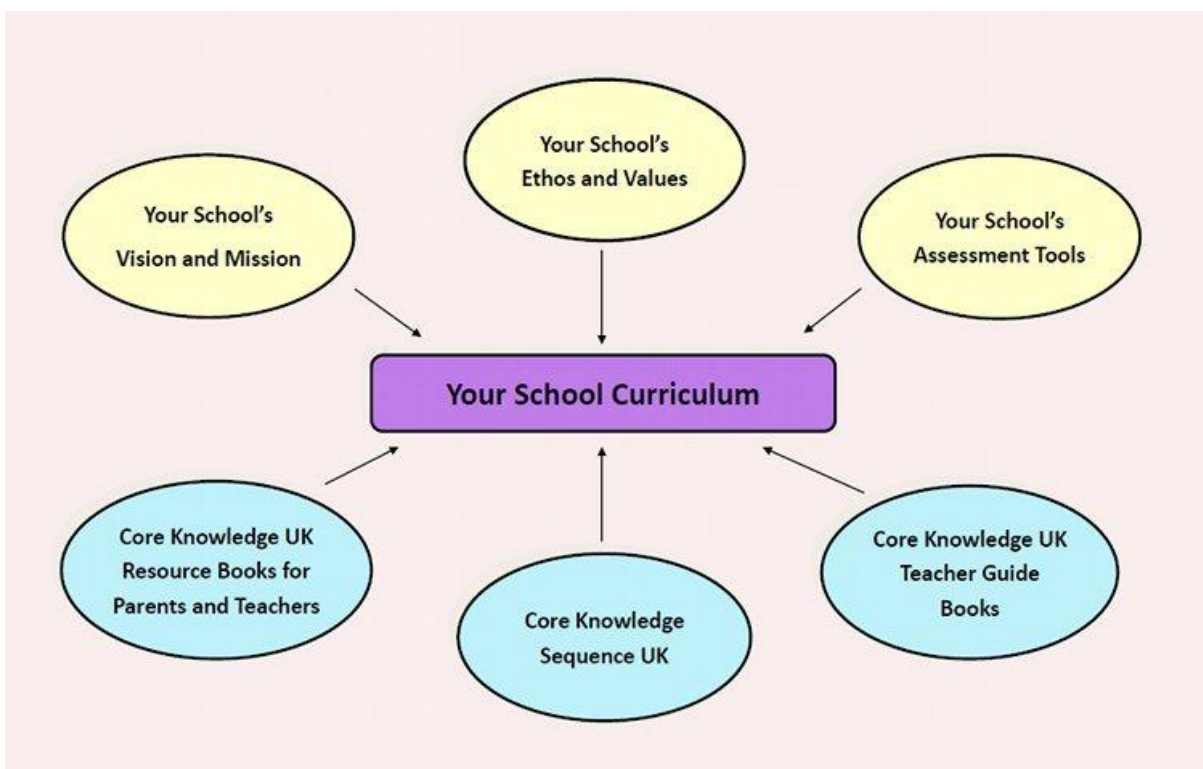 Your School's
Ethos and Values
Your School's
Vision and Mission
Your School's
Assessment Tools
Your School Curriculum
Core Knowledge UK
Resource Books for
Parents and Teachers
Core Knowledge
Sequence UK
Core Knowledge UK
Teacher Guide
Books